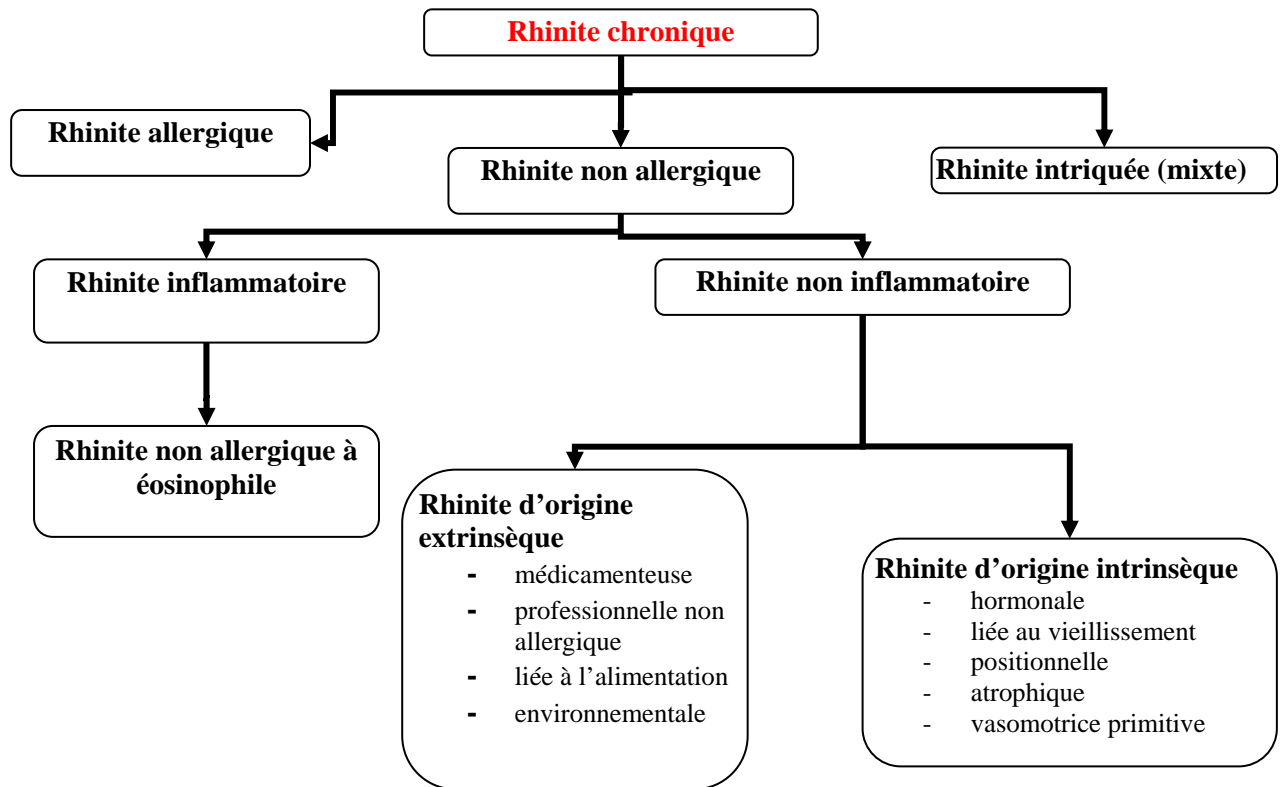 Rhinite chronique
Rhinite allergique
Rhinite non allergique
Rhinite intriquée (mixte)
Rhinite inflammatoire
Rhinite non inflammatoire
Rhinite non allergique à
éosinophile
Rhinite d’origine
extrinsèque
- médicamenteuse
- professionnelle non
allergique
- liée à l’alimentation
- environnementale
Rhinite d’origine intrinsèque
- hormonale
- liée au vieillissement
- positionnelle
- atrophique
- vasomotrice primitive